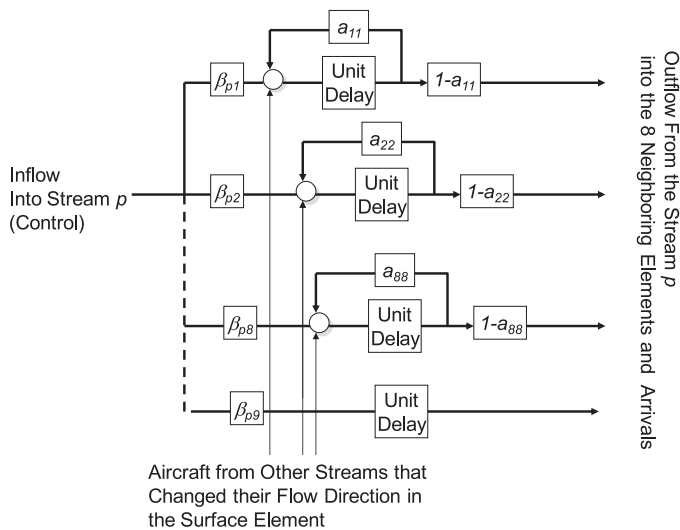 a11
βp1
Unit
Delay
1-a11
a22
Inflow
Into Stream p
(Control)
βp2
Unit
Delay
1-a22
a88
βp8
Unit
Delay
1-a88
βp9
Unit
Delay
Aircraft from Other Streams that
Changed their Flow Direction in
the Surface Element
Outflow From the Stream p
into the 8 Neighboring Elements and Arrivals